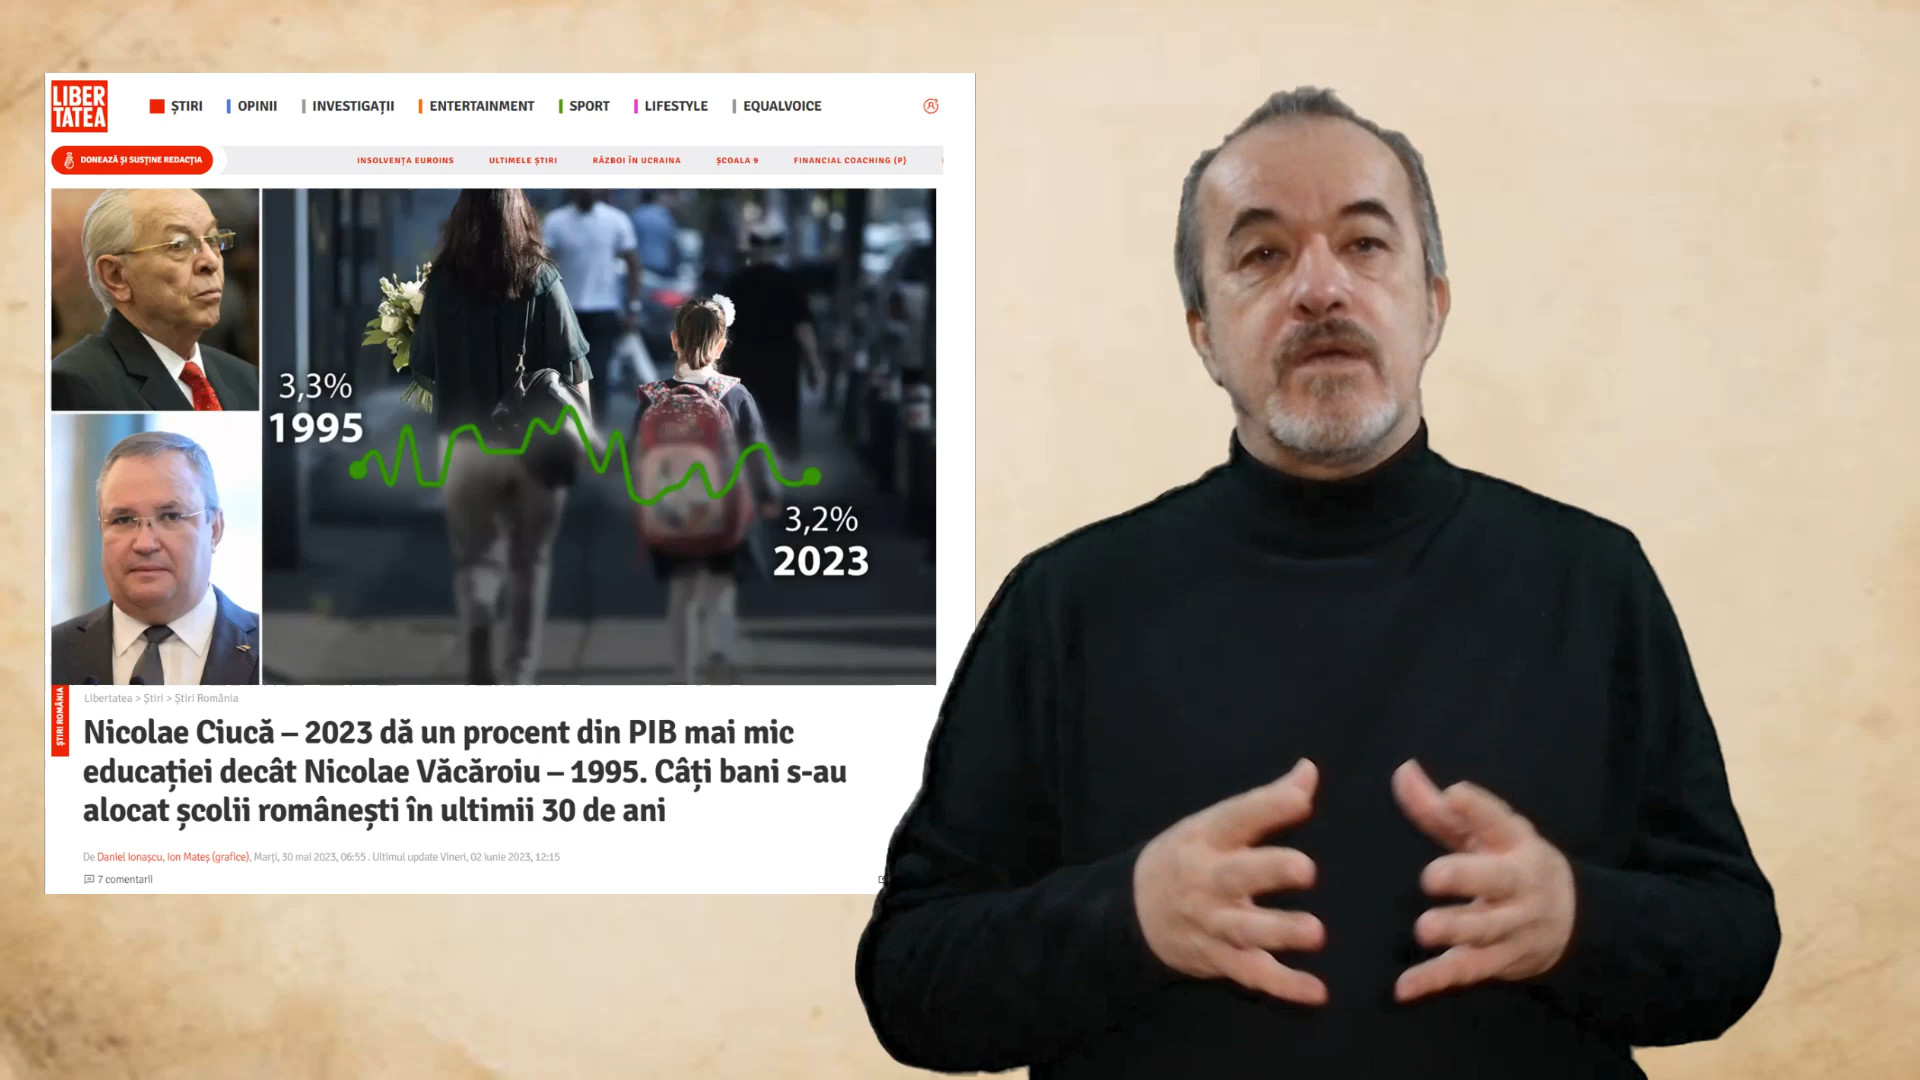 LIBER
TATEA
ȘTIRI
OPINII
INVESTIGAȚII
ENTERTAINMENT
SPORT
LIFESTYLE
EQUALVOICE
DONEAZĂ ȘI SUSȚINE REDACȚIA
INSOLVENȚA EUROINS
ULTIMELE ȘTIRI
RĂZBOI ÎN UCRAINA
ȘCOALA 9
FINANCIAL COACHING (P)
3,3%
1995
3,2%
2023
ȘTIRI ROMÂNIA
Libertatea > Știri > Știri România
Nicolae Ciucă – 2023 dă un procent din PIB mai mic
educației decât Nicolae Văcăroiu – 1995. Câți bani s-au
alocat școlii românești în ultimii 30 de ani
De Daniel Ionașcu, Ion Mateș (grafice), Marți, 30 mai 2023, 06:55 . Ultimul update Vineri, 02 iunie 2023, 12:15
7 comentarii